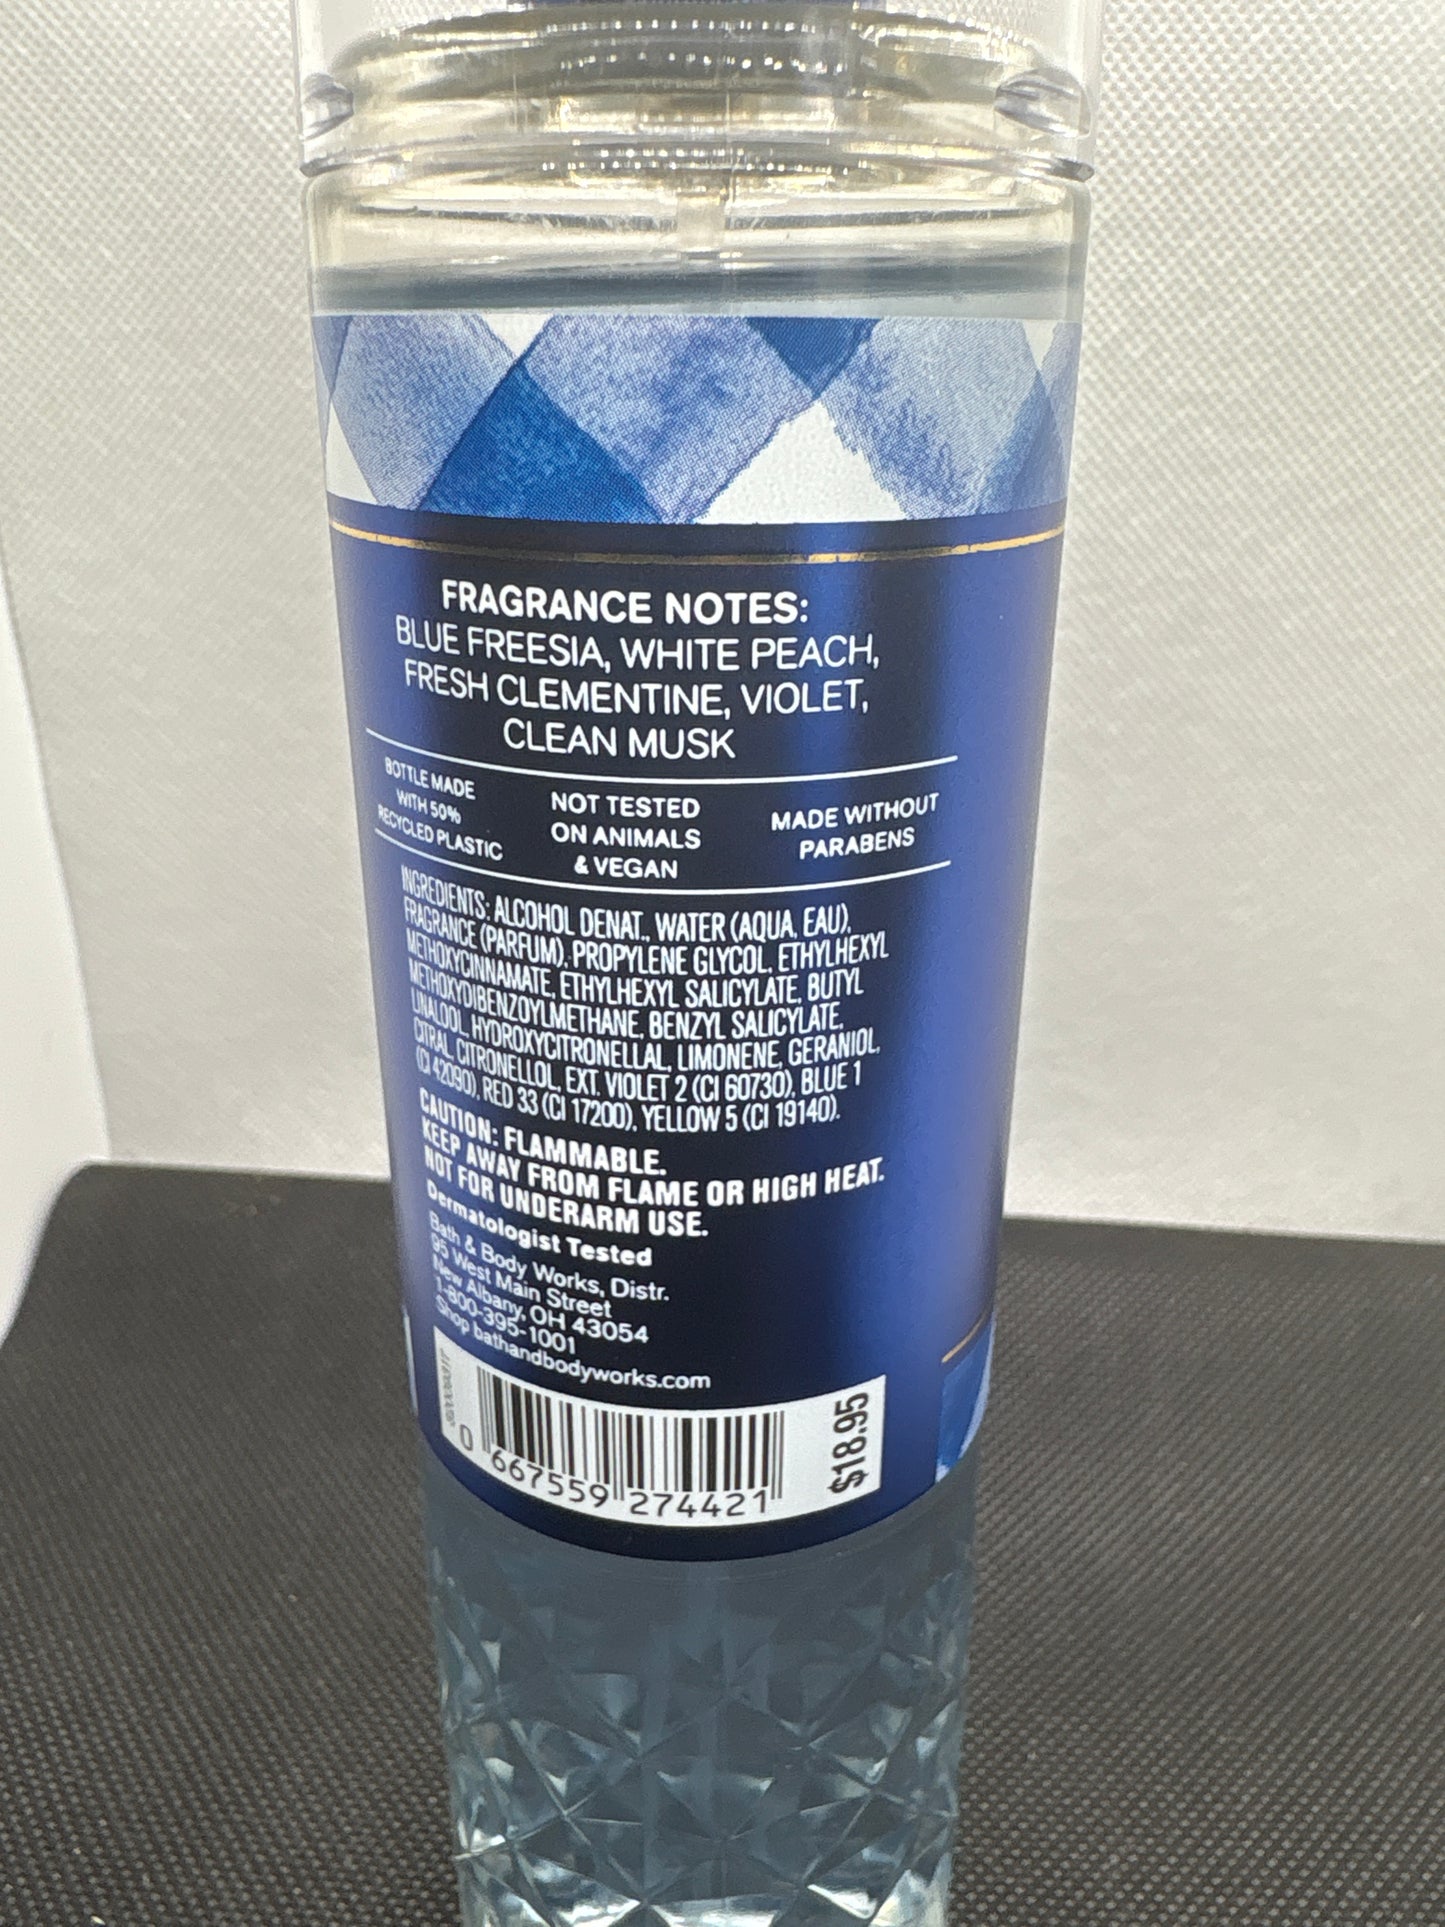 FRAGRANCE NOTES:
BLUE FREESIA, WHITE PEACH,
FRESH CLEMENTINE, VIOLET,
CLEAN MUSK
BOTTLE MADE
WITH 50%
RECYCLED PLASTIC
NOT TESTED
ON ANIMALS
& VEGAN
MADE WITHOUT
PARABENS
INGREDIENTS: ALCOHOL DENAT., WATER (AQUA, EAU),
FRAGRANCE (PARFUM), PROPYLENE GLYCOL, ETHYLHEXYL
METHOXYCINNAMATE, ETHYLHEXYL SALICYLATE, BUTYL
METHOXYDIBENZOYLMETHANE, BENZYL SALICYLATE,
LINALOOL, HYDROXYCITRONELLAL, LIMONENE, GERANIOL,
CITRAL, CITRONELLOL, EXT. VIOLET 2 (CI 60730), BLUE 1
(CI 42090), RED 33 (CI 17200), YELLOW 5 (CI 19140).
CAUTION: FLAMMABLE.
KEEP AWAY FROM FLAME OR HIGH HEAT.
NOT FOR UNDERARM USE.
Dermatologist Tested
Bath & Body Works, Distr.
95 West Main Street
New Albany, OH 43054
1-800-395-1001
Shop bathandbodyworks.com
0 667559 274421
$18.95